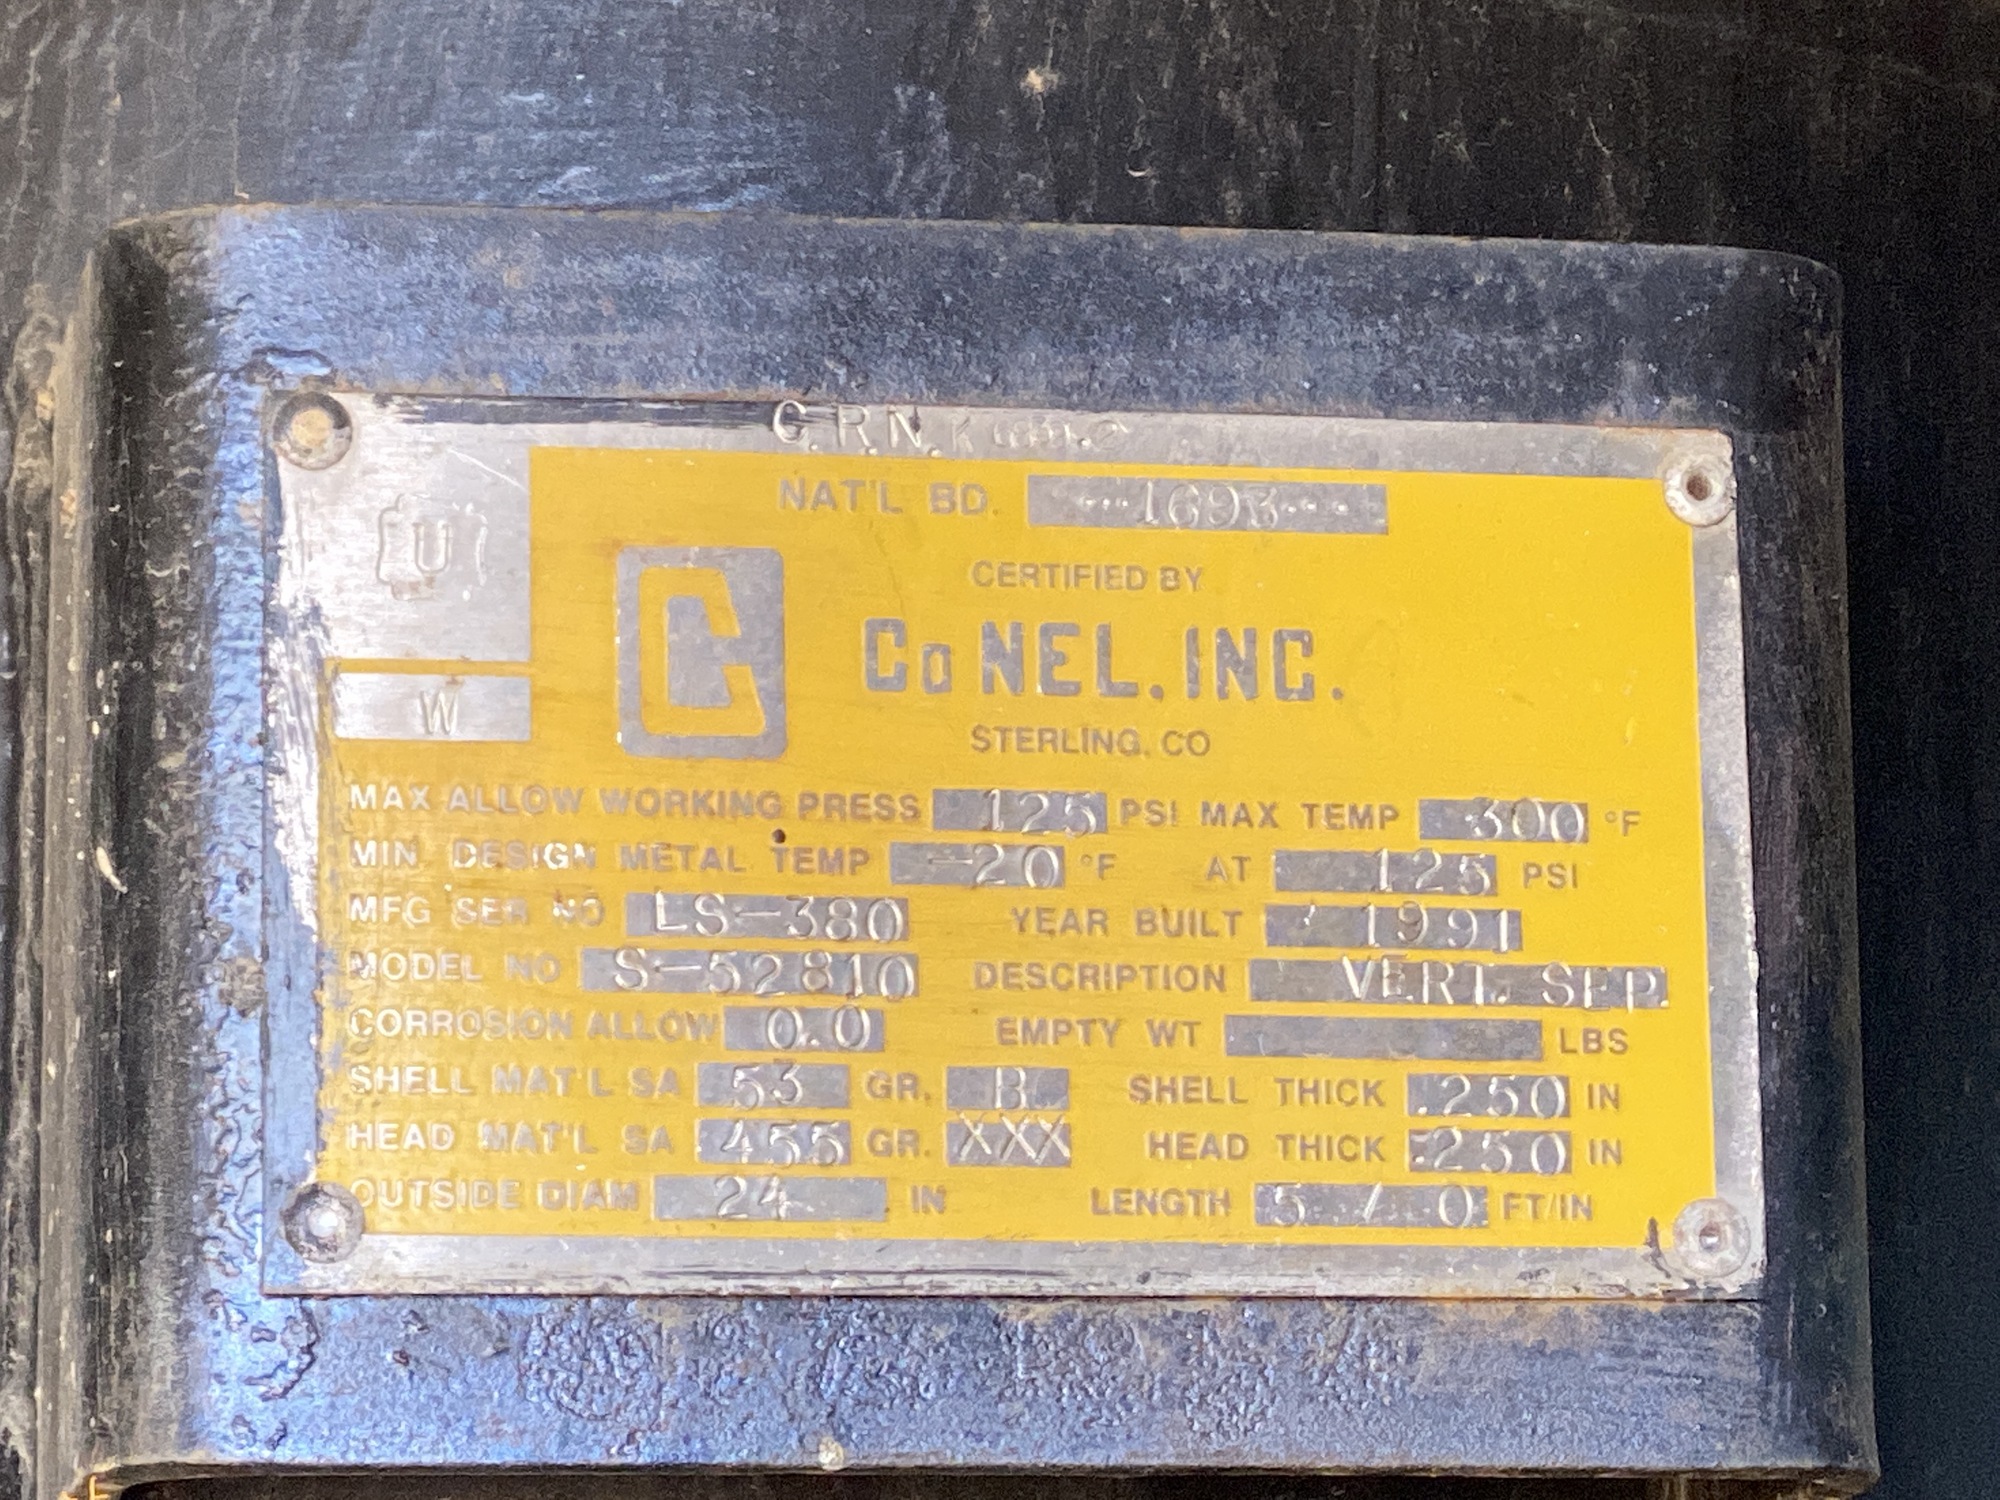 C.R.N.
NAT'L BD. --1693---
U
CERTIFIED BY
C
Co NEL, INC.
W
STERLING, CO
MAX ALLOW WORKING PRESS 125 PSI MAX TEMP 300 °F
MIN. DESIGN METAL TEMP -20 °F AT 125 PSI
MFG SER NO LS-380 YEAR BUILT 1991
MODEL NO S-52810 DESCRIPTION VERT. SEP.
CORROSION ALLOW 0.0 EMPTY WT LBS
SHELL MAT'L SA 53 GR. B SHELL THICK .250 IN
HEAD MAT'L SA 455 GR. XXX HEAD THICK .250 IN
OUTSIDE DIAM 24 IN LENGTH 5 / 0 FT/IN